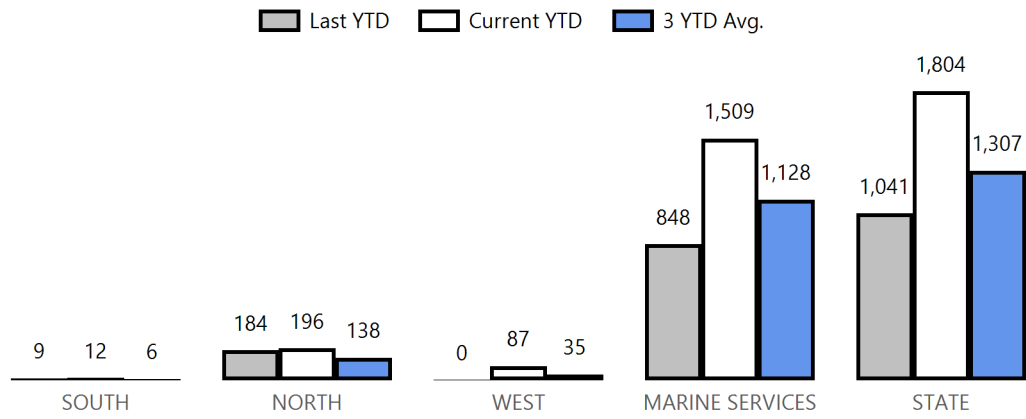 Last YTD Current YTD 3 YTD Avg.
1,804
1,509
1,307
1,128
1,041
848
184 196 138
9 12 6
0 87 35
SOUTH NORTH WEST MARINE SERVICES STATE